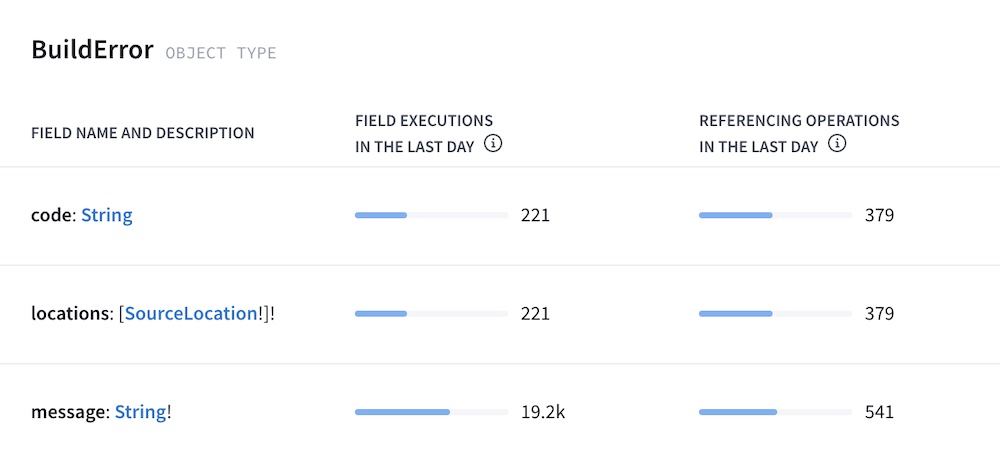 BuildError OBJECT TYPE
FIELD NAME AND DESCRIPTION
FIELD EXECUTIONS
IN THE LAST DAY
REFERENCING OPERATIONS
IN THE LAST DAY
code: String 221 379
locations: [SourceLocation!]! 221 379
message: String! 19.2k 541